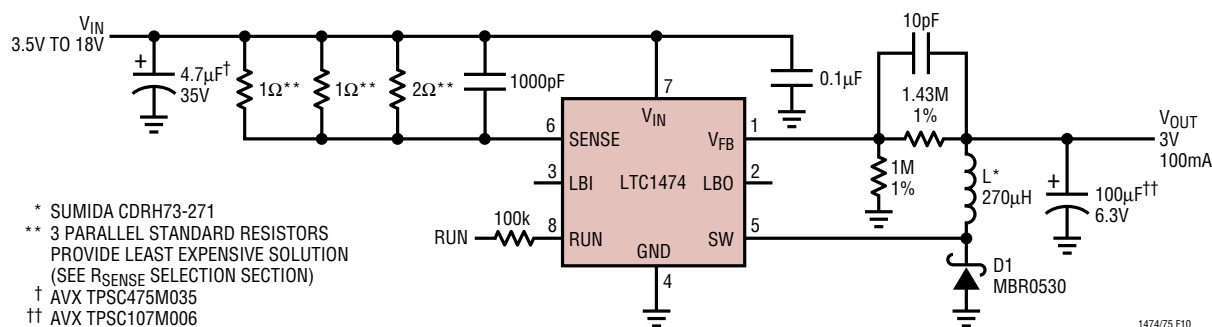 V_IN
3.5V TO 18V
4.7µF†
35V
1Ω**
1Ω**
2Ω**
1000pF
0.1µF
10pF
1.43M
1%
V_OUT
3V
100mA
7
V_IN
6
SENSE
V_FB
1
3
LBI
LTC1474
LBO
2
1M
1%
L*
270µH
100µF††
6.3V
RUN
100k
8
RUN
GND
SW
5
4
D1
MBR0530
* SUMIDA CDRH73-271
** 3 PARALLEL STANDARD RESISTORS
PROVIDE LEAST EXPENSIVE SOLUTION
(SEE R_SENSE SELECTION SECTION)
† AVX TPSC475M035
†† AVX TPSC107M006
1474/75 F10